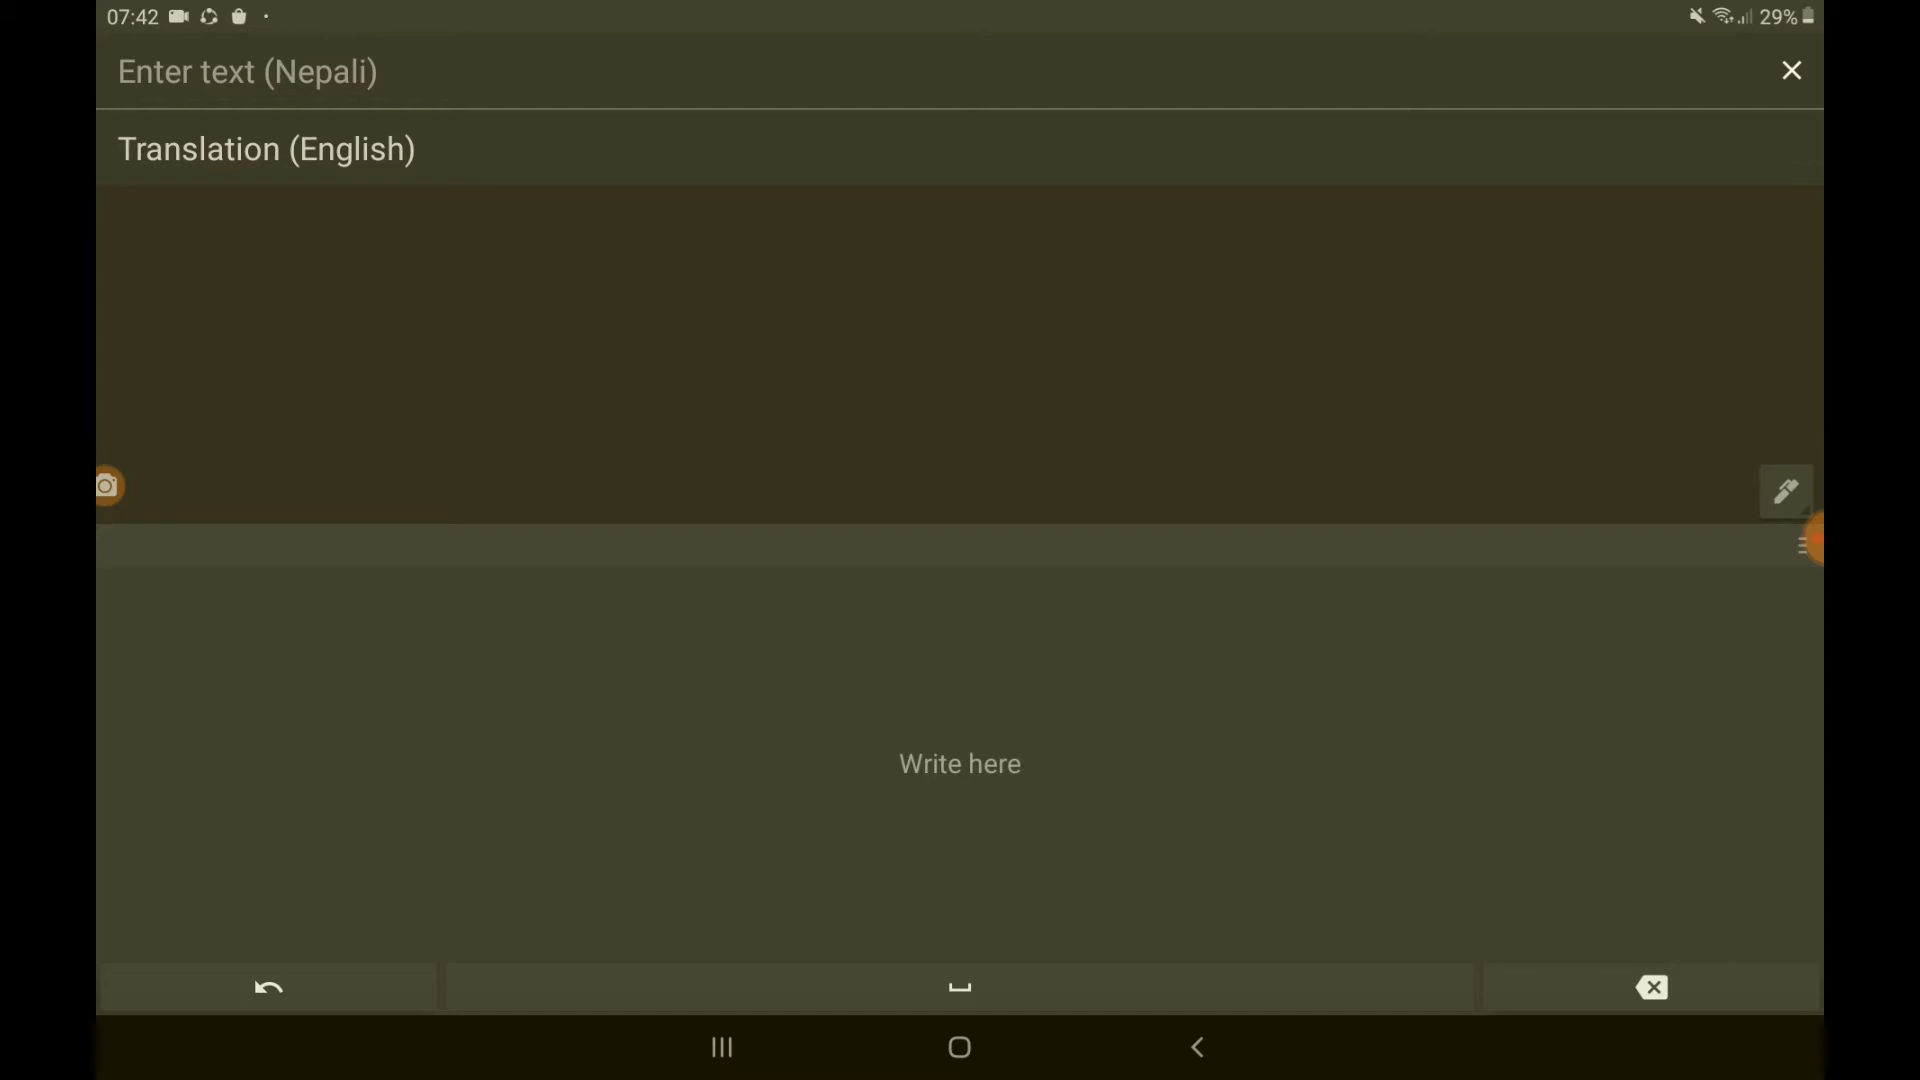 07:42
29%
Enter text (Nepali)
Translation (English)
Write here